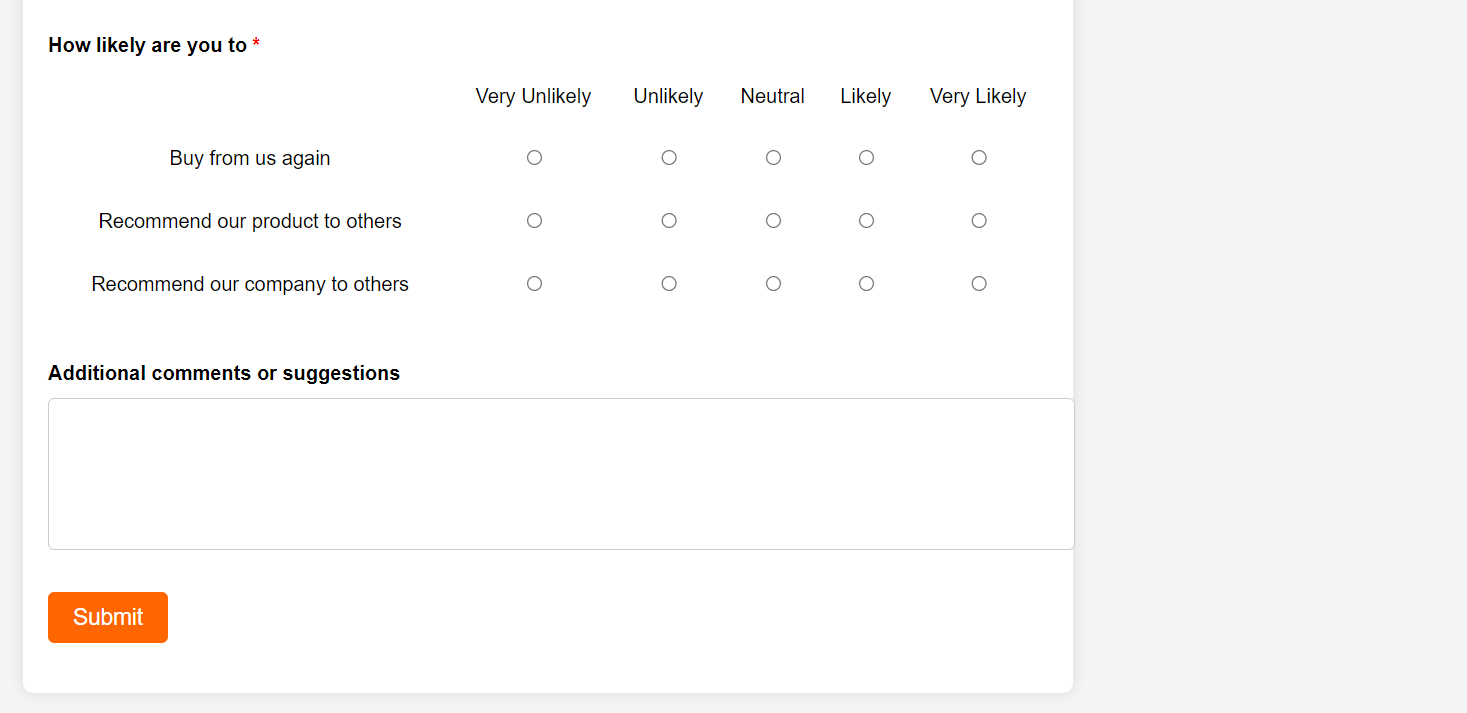 How likely are you to *
Very Unlikely Unlikely Neutral Likely Very Likely
Buy from us again
Recommend our product to others
Recommend our company to others
Additional comments or suggestions
Submit